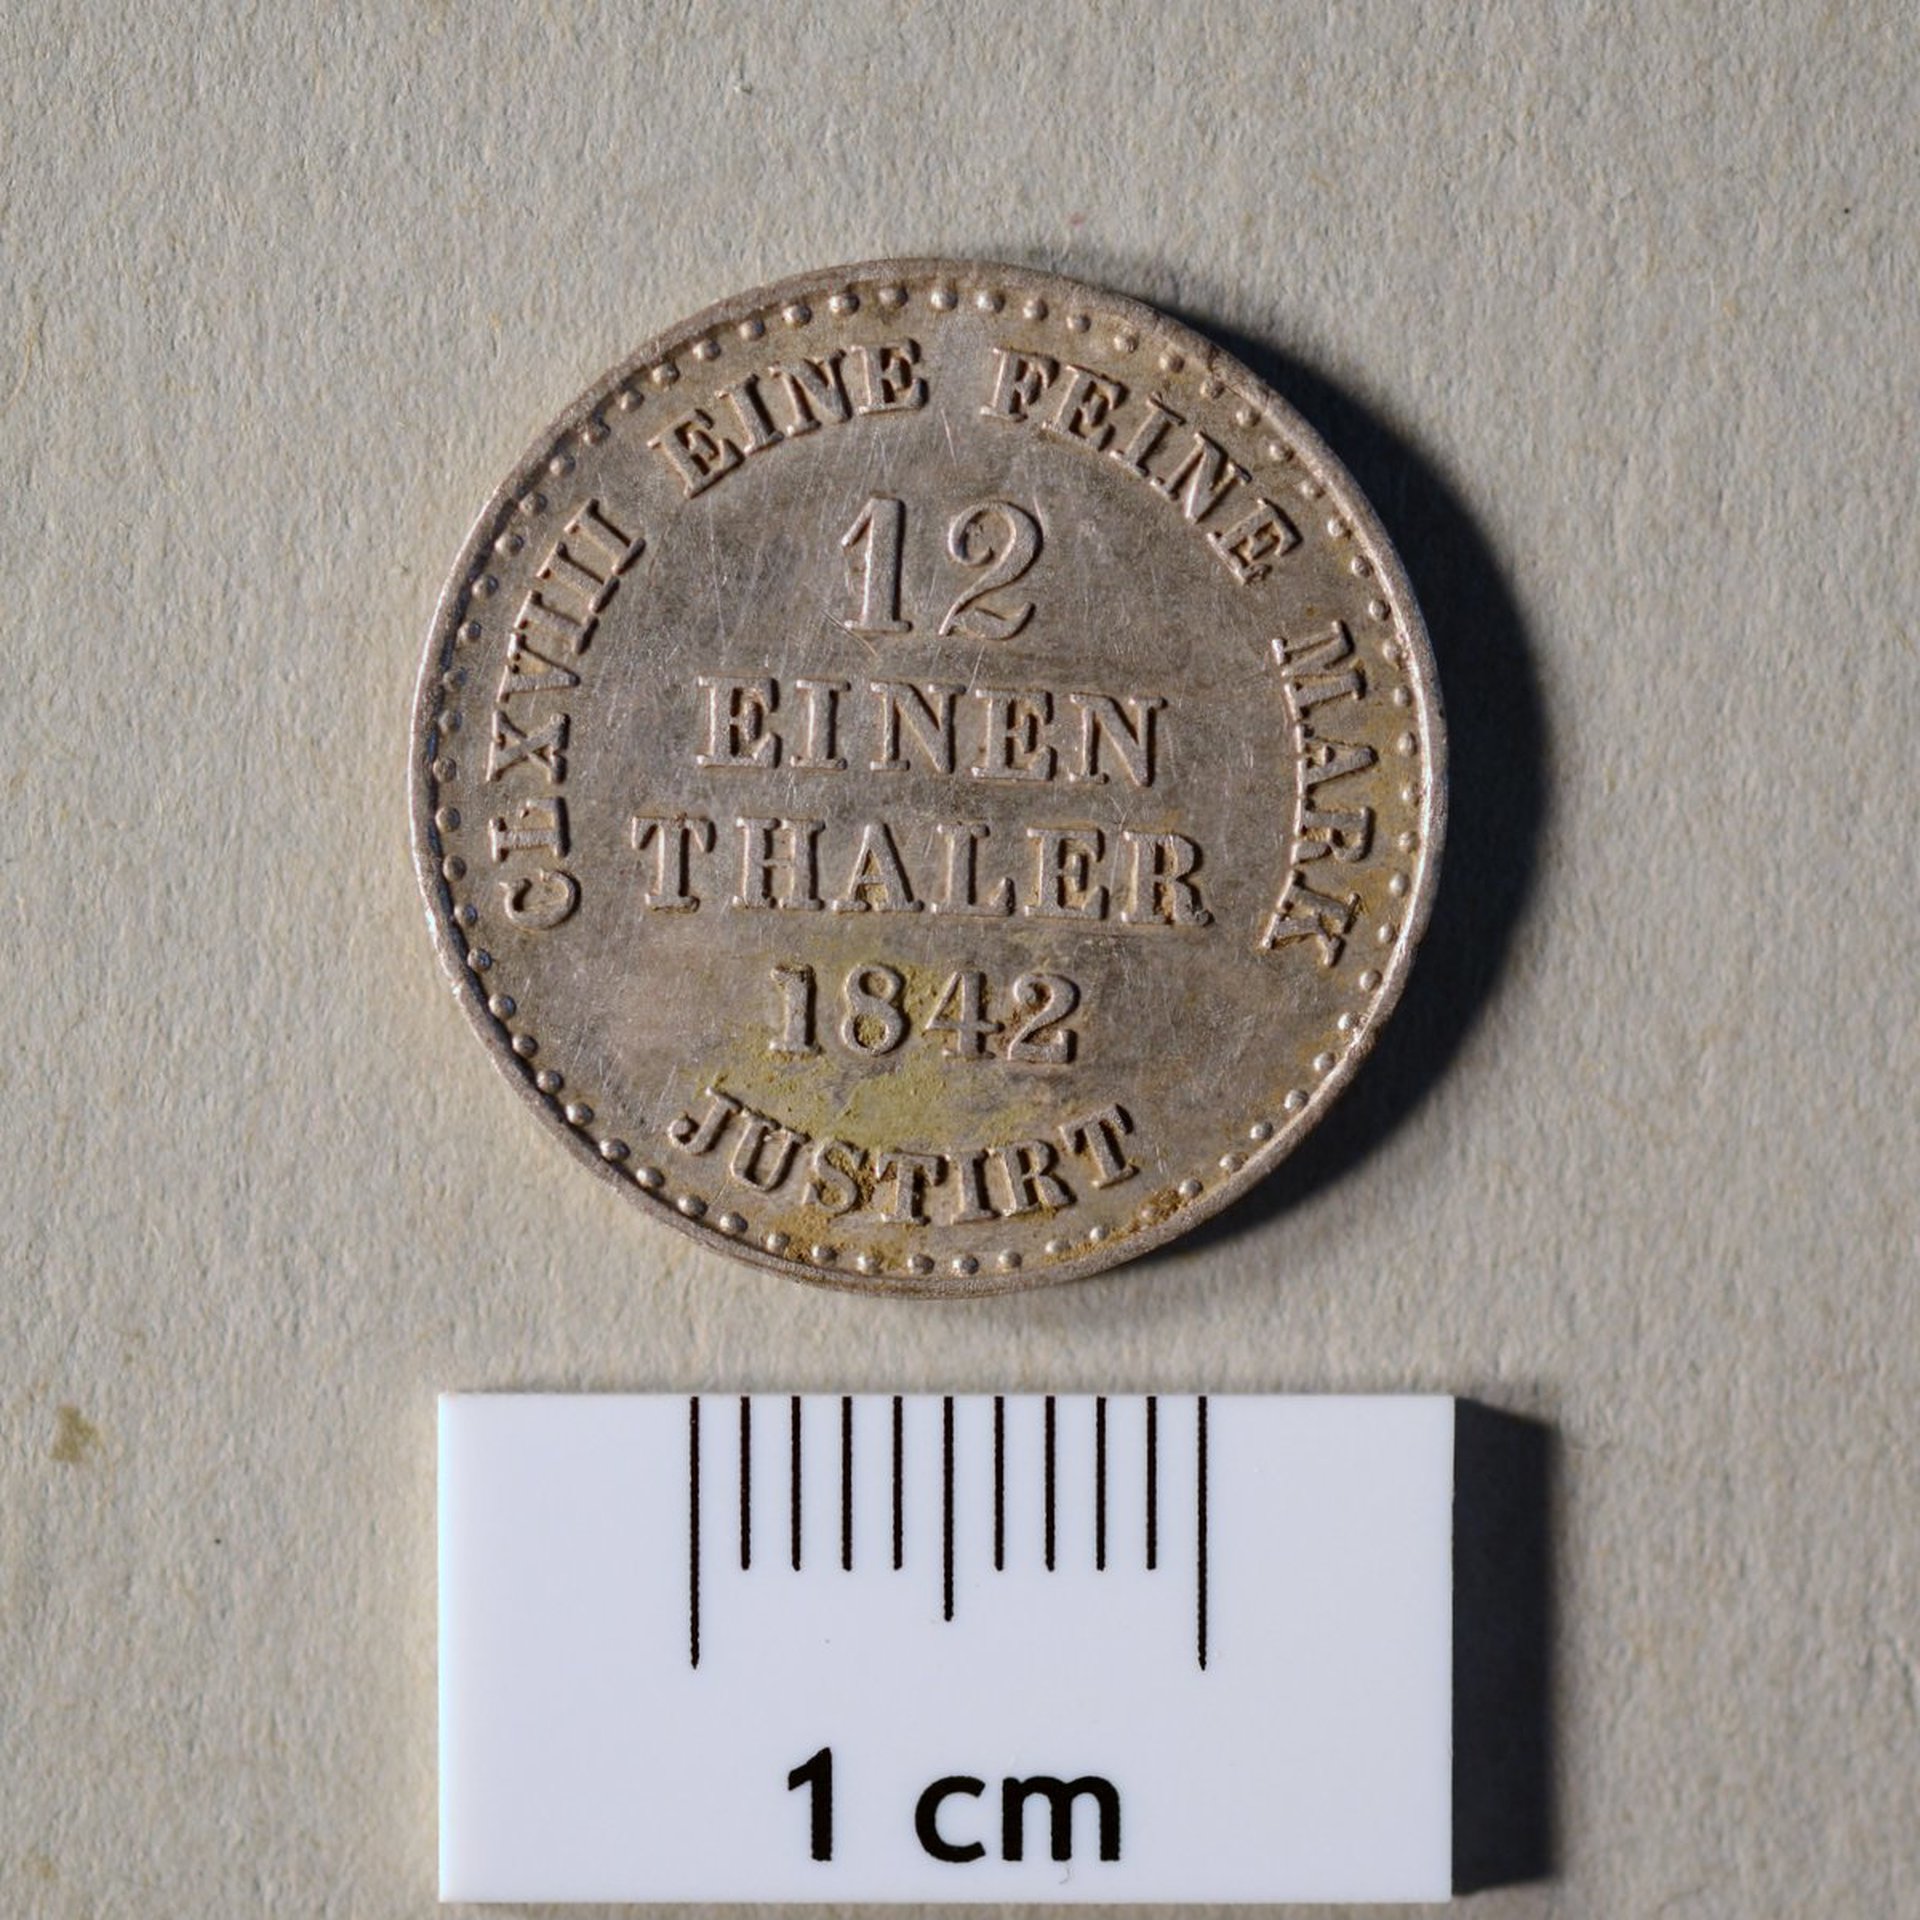 CLXVIII EINE FEINE MARK
12
EINEN
THALER
1842
JUSTIRT
1 cm